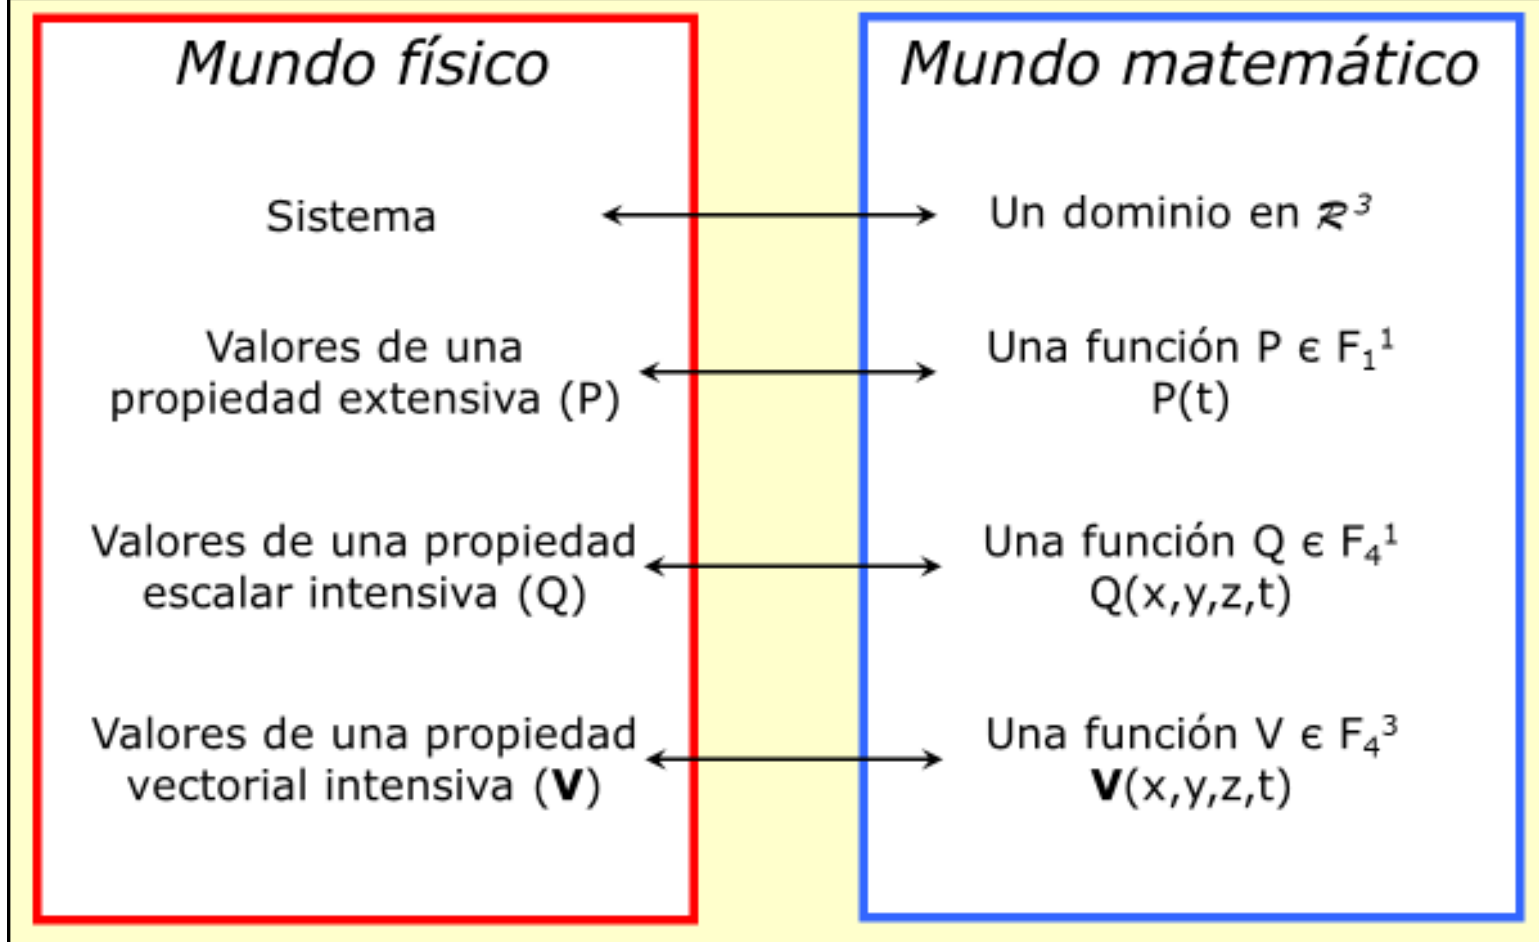 Mundo físico
Mundo matemático
Sistema
Un dominio en ℛ³
Valores de una
propiedad extensiva (P)
Una función P є F₁¹
P(t)
Valores de una propiedad
escalar intensiva (Q)
Una función Q є F₄¹
Q(x,y,z,t)
Valores de una propiedad
vectorial intensiva (V)
Una función V є F₄³
V(x,y,z,t)